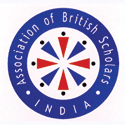 Association of British Scholars
• INDIA •